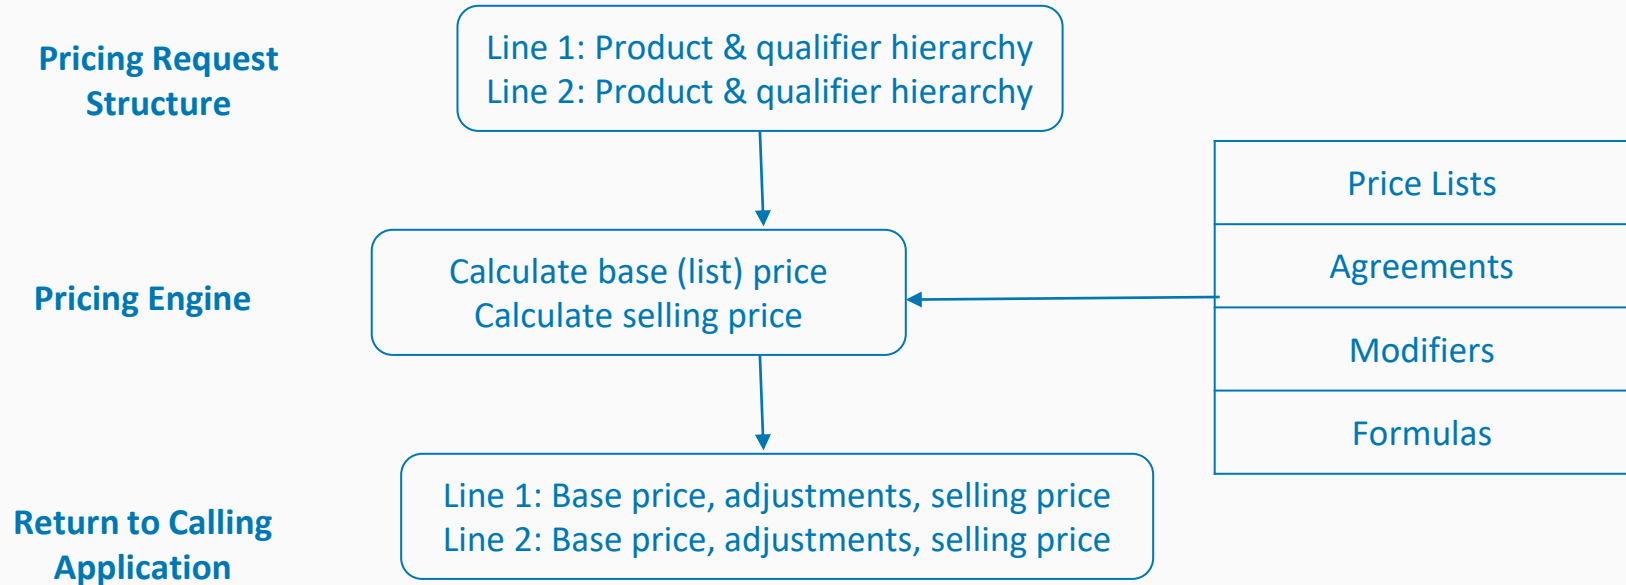 Pricing Request
Structure
Line 1: Product & qualifier hierarchy
Line 2: Product & qualifier hierarchy
Price Lists
Agreements
Modifiers
Formulas
Pricing Engine
Calculate base (list) price
Calculate selling price
Return to Calling
Application
Line 1: Base price, adjustments, selling price
Line 2: Base price, adjustments, selling price